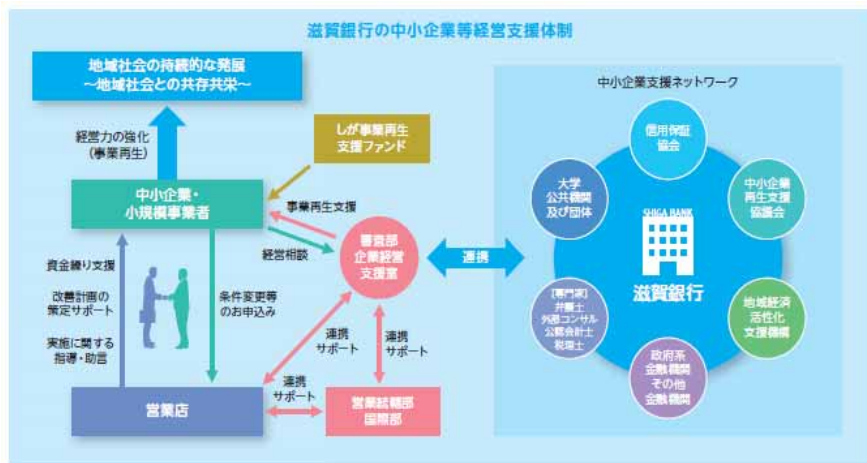 滋賀銀行の中小企業等経営支援体制
地域社会の持続的な発展
～地域社会との共存共栄～
経営力の強化
(事業再生)
しが事業再生
支援ファンド
中小企業・
小規模事業者
事業再生支援
経営相談
審査部
企業経営
支援室
連携
資金繰り支援
改善計画の
策定サポート
実施に関する
指導・助言
条件変更等
のお申込み
連携
サポート
連携
サポート
連携
サポート
営業店
営業統轄部
国際部
中小企業支援ネットワーク
信用保証
協会
大学
公共機関
及び団体
中小企業
再生支援
協議会
SHIGA BANK
滋賀銀行
[専門家]
弁護士
外部コンサル
公認会計士
税理士
地域経済
活性化
支援機構
政府系
金融機関
その他
金融機関